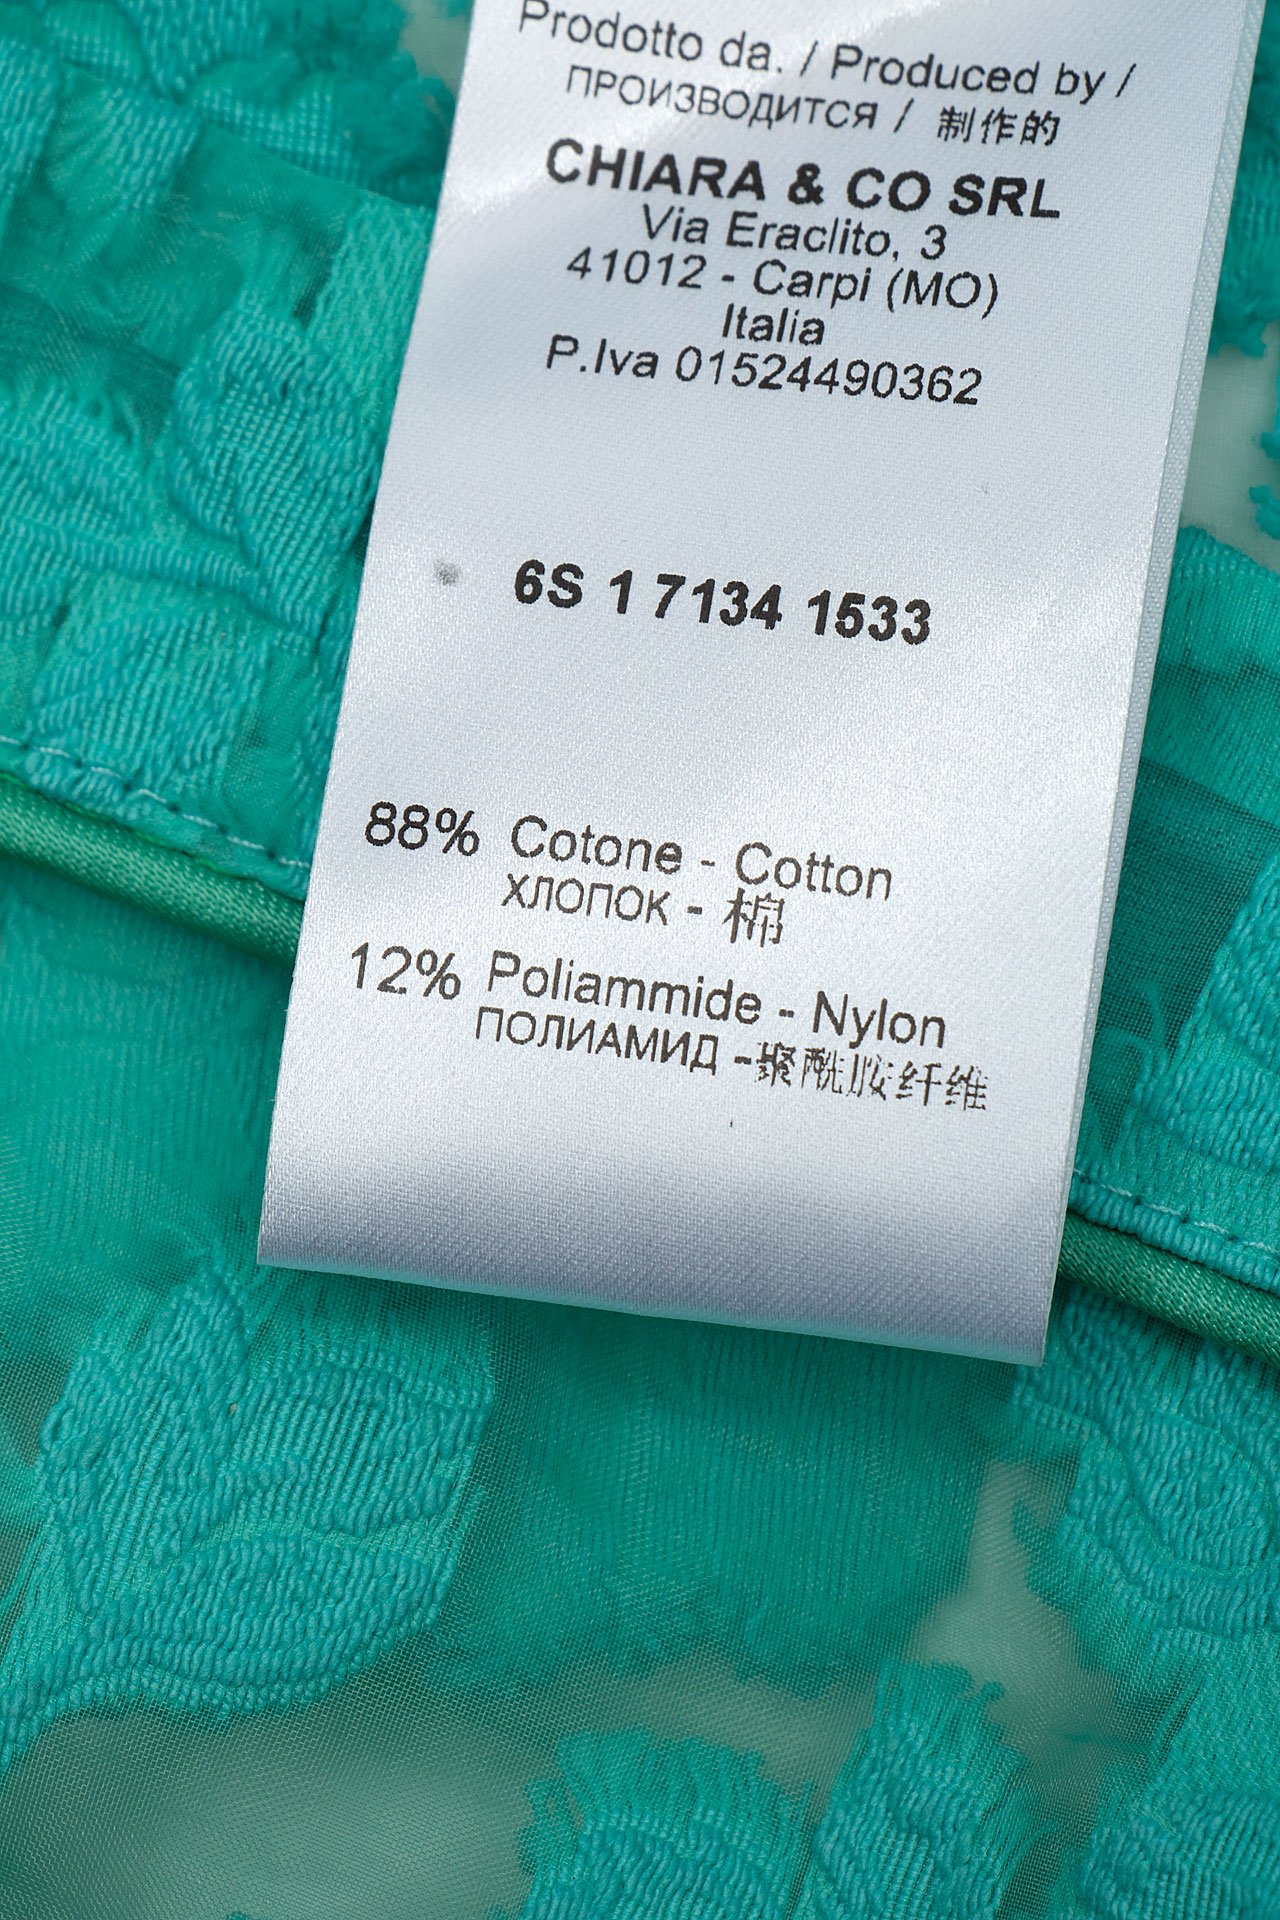 Prodotto da. / Produced by /
ПРОИЗВОДИТСЯ / 制作的
CHIARA & CO SRL
Via Eraclito, 3
41012 - Carpi (MO)
Italia
P.Iva 01524490362
6S 1 7134 1533
88% Cotone - Cotton
ХЛОПОК - 棉
12% Poliammide - Nylon
ПОЛИАМИД - 聚酰胺纤维